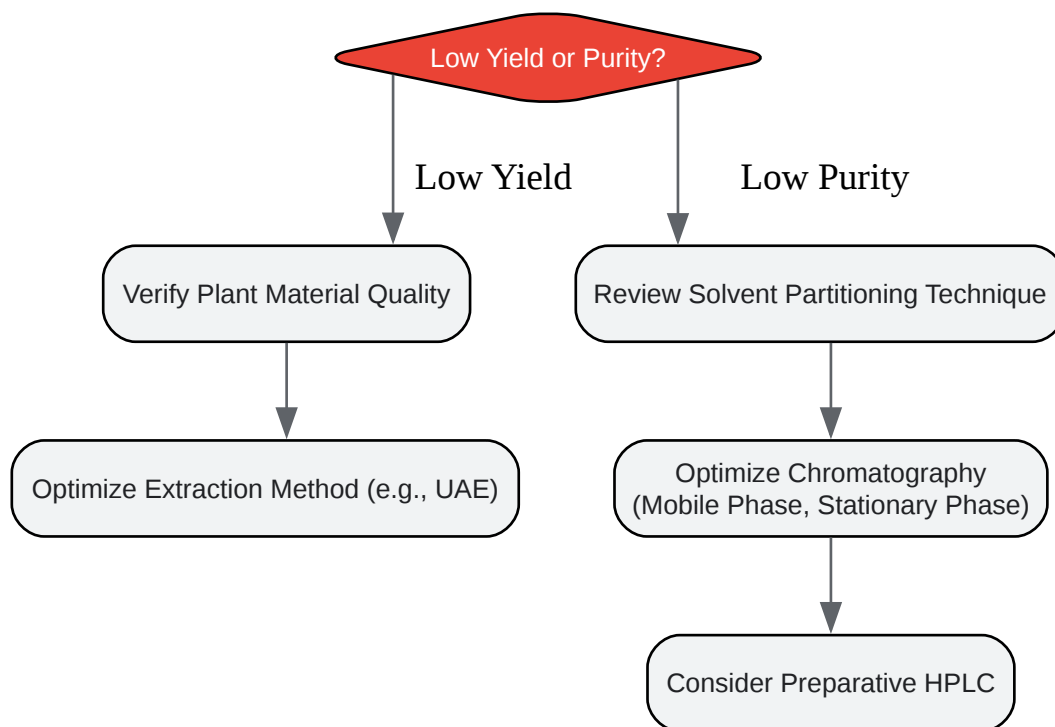 Low Yield or Purity?
Low Yield
Low Purity
Verify Plant Material Quality
Review Solvent Partitioning Technique
Optimize Extraction Method (e.g., UAE)
Optimize Chromatography
(Mobile Phase, Stationary Phase)
Consider Preparative HPLC